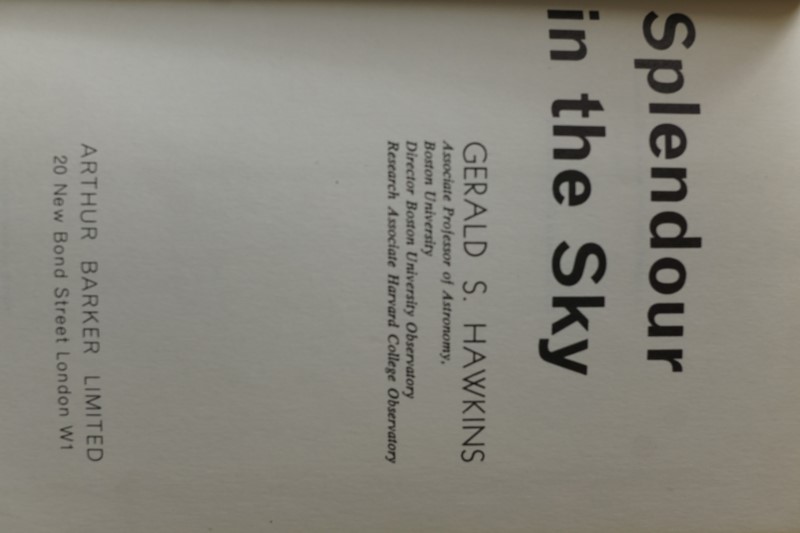 Splendour
in the Sky
GERALD S. HAWKINS
Associate Professor of Astronomy,
Boston University
Director Boston University Observatory
Research Associate Harvard College Observatory
ARTHUR BARKER LIMITED
20 New Bond Street London W1